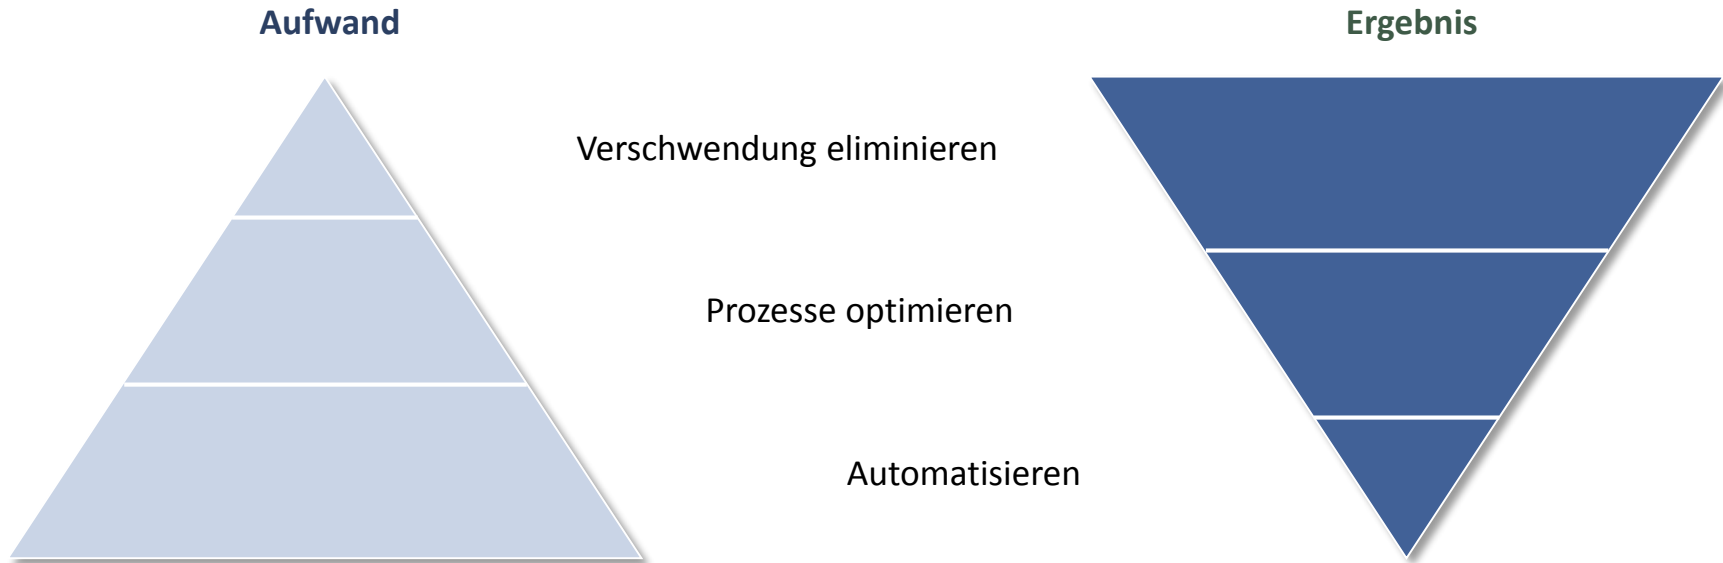 Aufwand
Ergebnis
Verschwendung eliminieren
Prozesse optimieren
Automatisieren